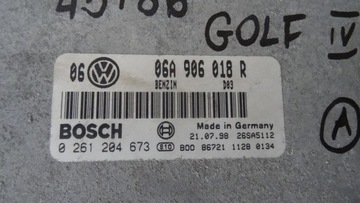 GOLF IV
A
06 06A 906 018 R
BENZIN D03
BOSCH
Made in Germany
21.07.98 26SA5112
0 261 204 673 B00 86721 1128 0134